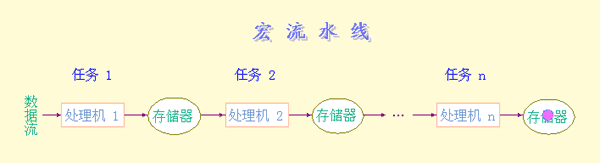 宏流水线
任务 1 任务 2 任务 n
数据流 处理机 1 存储器 处理机 2 存储器 … 处理机 n 存储器